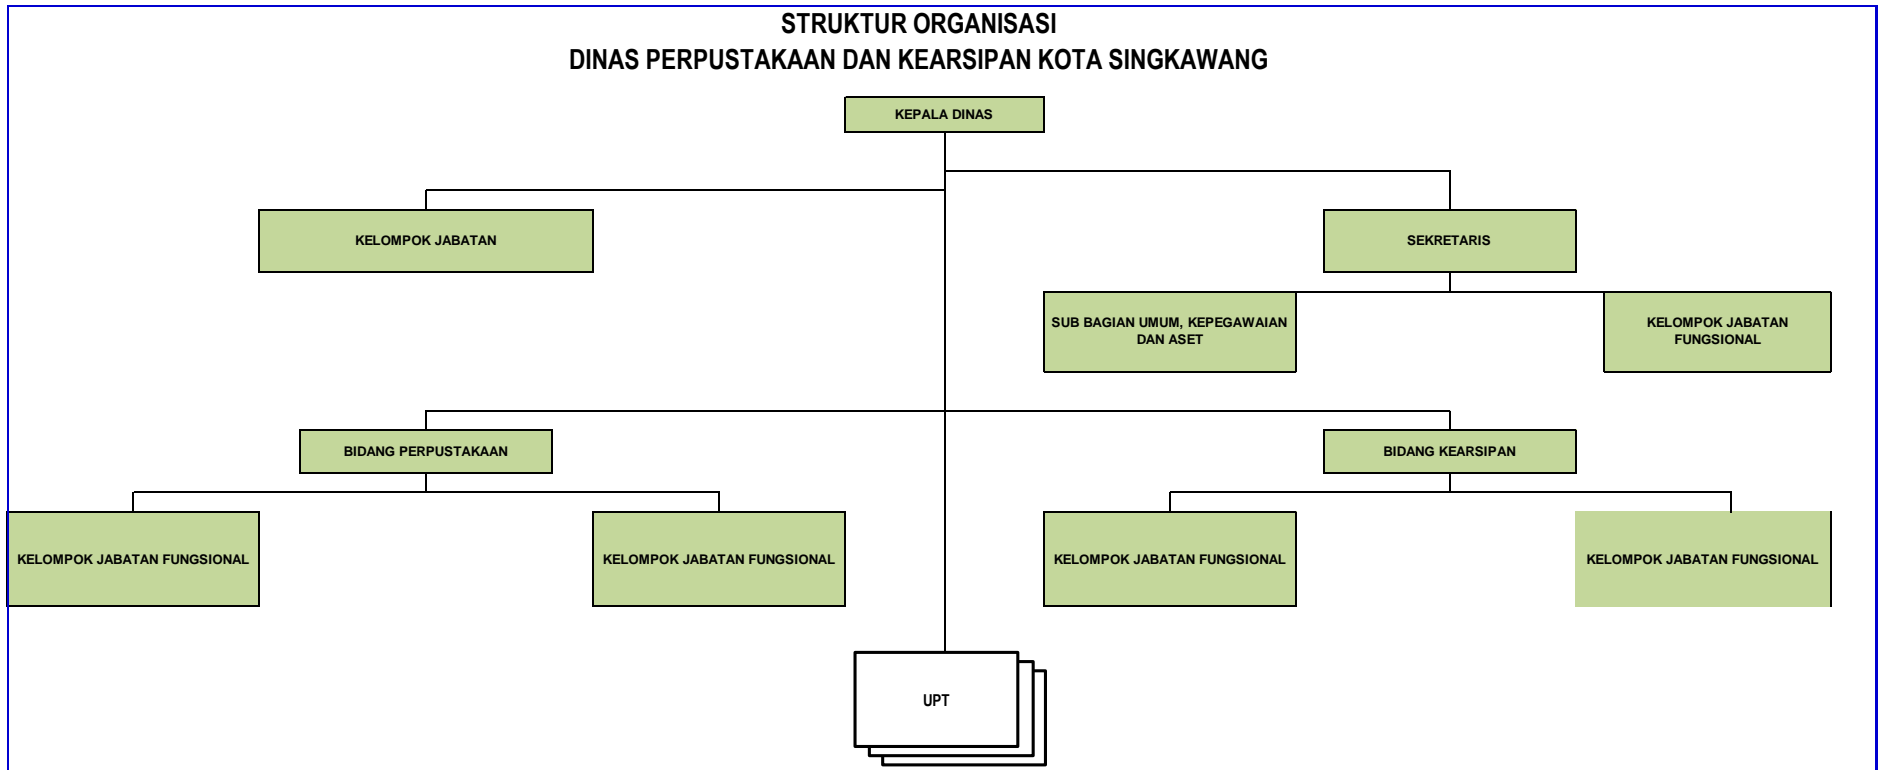 STRUKTUR ORGANISASI
DINAS PERPUSTAKAAN DAN KEARSIPAN KOTA SINGKAWANG
KEPALA DINAS
KELOMPOK JABATAN
SEKRETARIS
SUB BAGIAN UMUM, KEPEGAWAIAN
DAN ASET
KELOMPOK JABATAN
FUNGSIONAL
BIDANG PERPUSTAKAAN
BIDANG KEARSIPAN
KELOMPOK JABATAN FUNGSIONAL
KELOMPOK JABATAN FUNGSIONAL
KELOMPOK JABATAN FUNGSIONAL
KELOMPOK JABATAN FUNGSIONAL
UPT